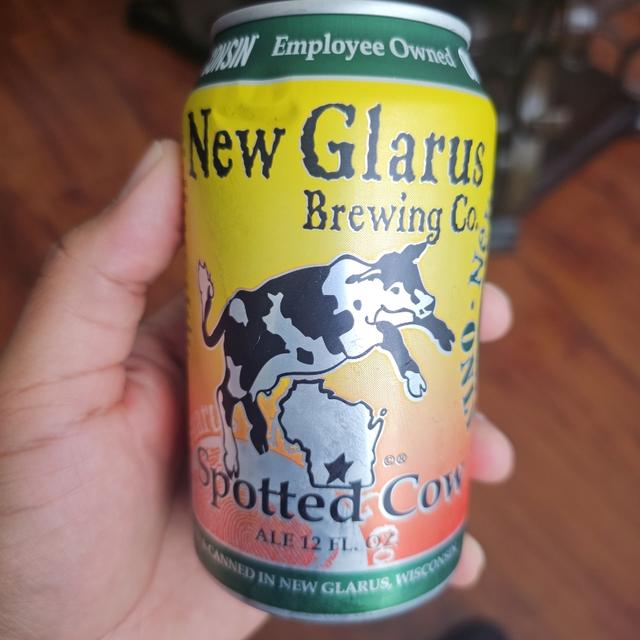 Employee Owned
New Glarus
Brewing Co.
Spotted Cow
©®
ALE 12 FL. OZ.
CANNED IN NEW GLARUS, WISCONSIN